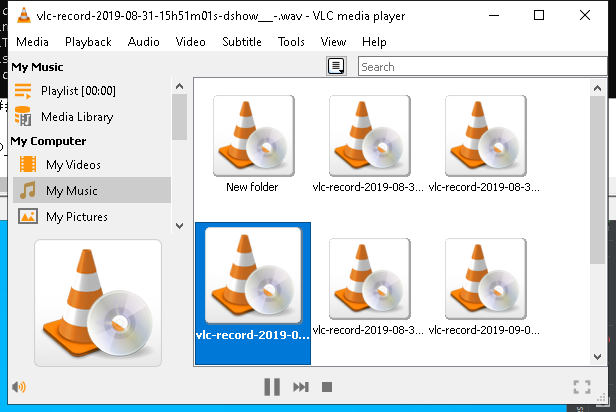 vlc-record-2019-08-31-15h51m01s-dshow__-.wav - VLC media player
Media Playback Audio Video Subtitle Tools View Help
My Music
Search
Playlist [00:00]
Media Library
My Computer
My Videos
My Music
My Pictures
New folder
vlc-record-2019-08-3...
vlc-record-2019-08-3...
vlc-record-2019-0...
vlc-record-2019-08-3...
vlc-record-2019-09-0...